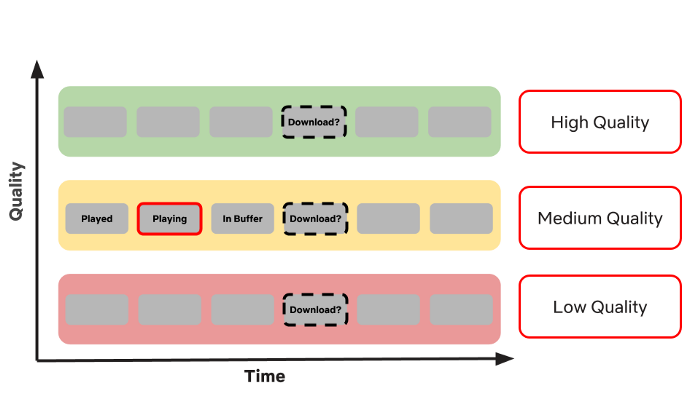 Quality
Download?
High Quality
Played
Playing
In Buffer
Download?
Medium Quality
Download?
Low Quality
Time